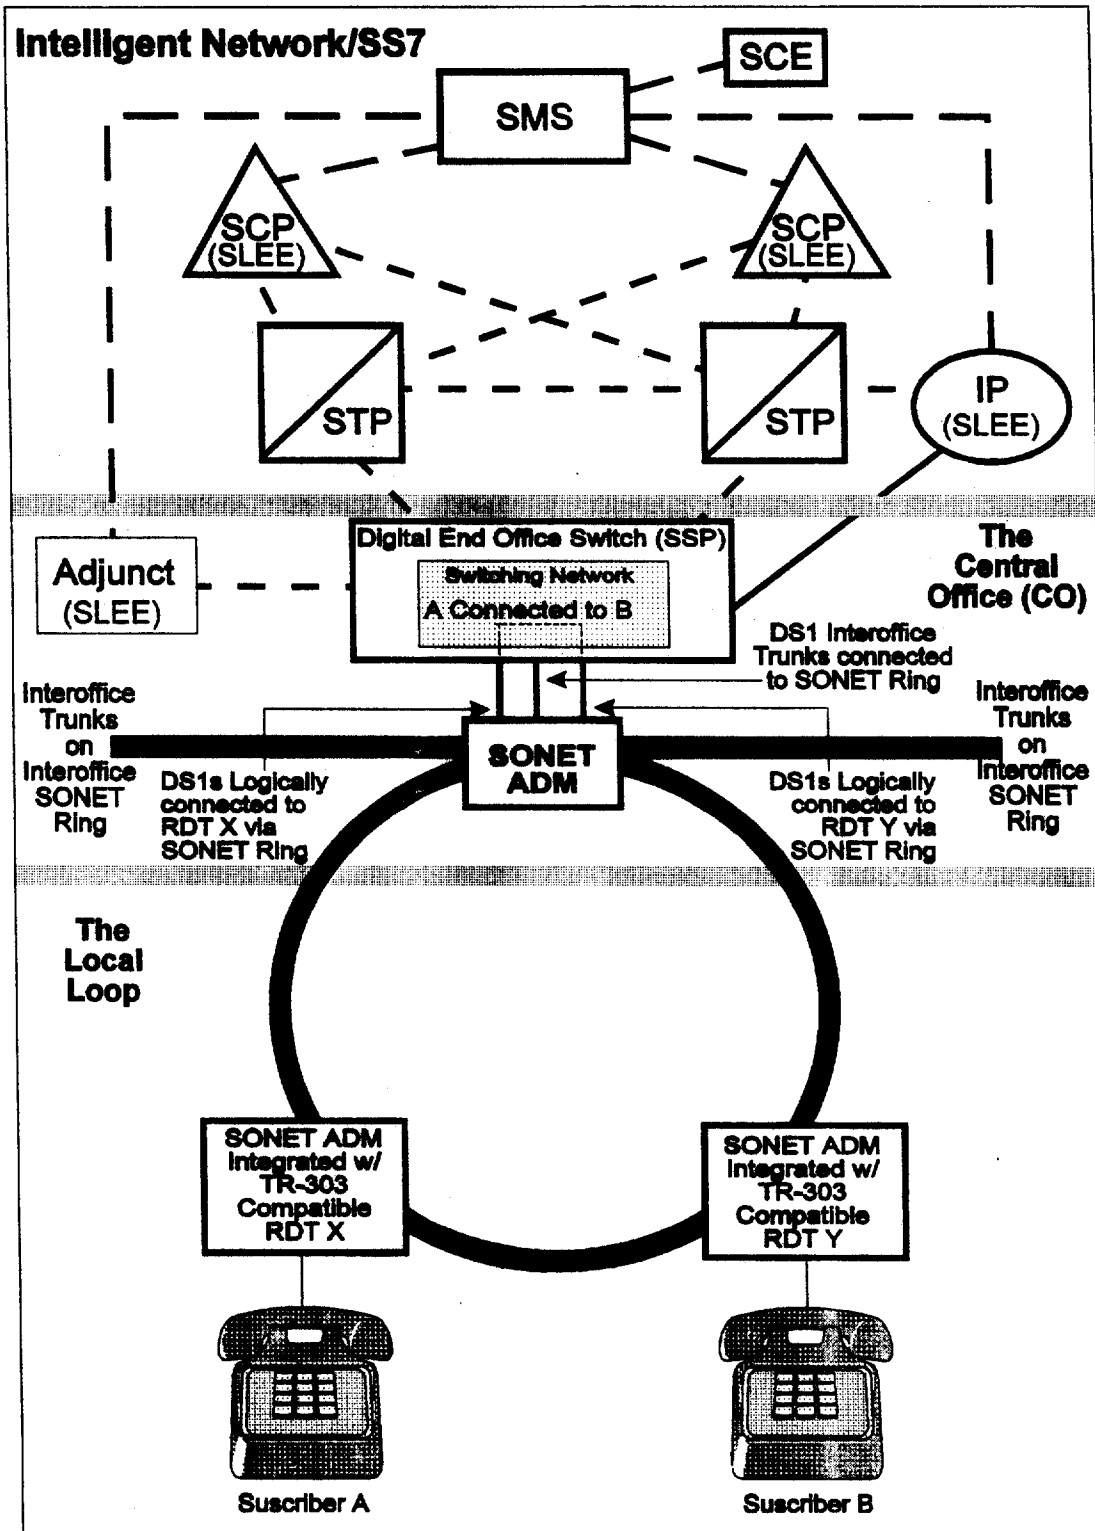 Intelligent Network/SS7
SCE
SMS
SCP
(SLEE)
SCP
(SLEE)
STP
STP
IP
(SLEE)
Digital End Office Switch (SSP)
Switching Network
A Connected to B
Adjunct
(SLEE)
The
Central
Office (CO)
DS1 Interoffice
Trunks connected
to SONET Ring
Interoffice
Trunks
on
Interoffice
SONET
Ring
SONET
ADM
Interoffice
Trunks
on
Interoffice
SONET
Ring
DS1s Logically
connected to
RDT X via
SONET Ring
DS1s Logically
connected to
RDT Y via
SONET Ring
The
Local
Loop
SONET ADM
Integrated w/
TR-303
Compatible
RDT X
SONET ADM
Integrated w/
TR-303
Compatible
RDT Y
Suscriber A
Suscriber B